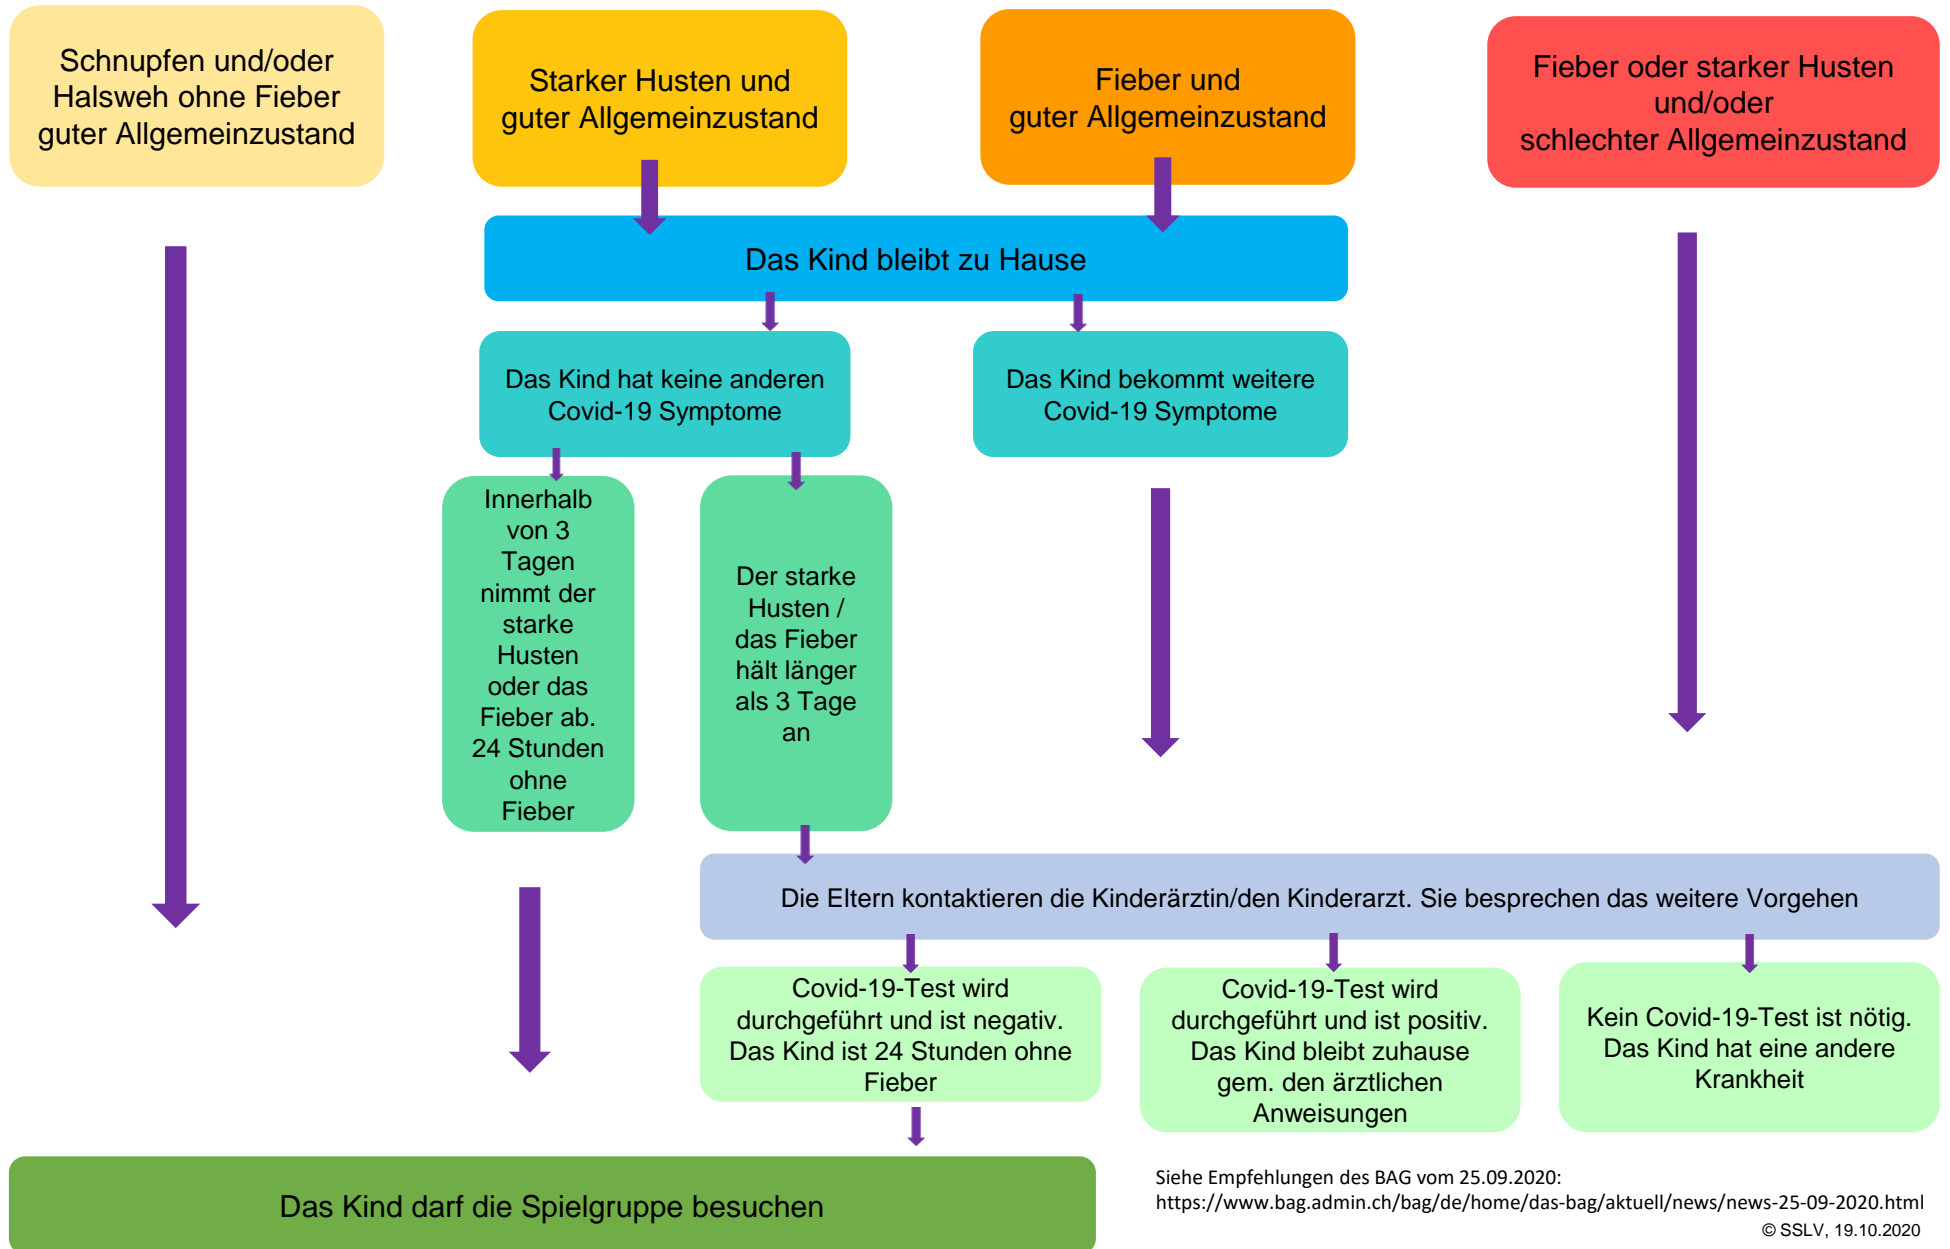 Schnupfen und/oder
Halsweh ohne Fieber
guter Allgemeinzustand
Starker Husten und
guter Allgemeinzustand
Fieber und
guter Allgemeinzustand
Fieber oder starker Husten
und/oder
schlechter Allgemeinzustand
Das Kind bleibt zu Hause
Das Kind hat keine anderen
Covid-19 Symptome
Das Kind bekommt weitere
Covid-19 Symptome
Innerhalb
von 3
Tagen
nimmt der
starke
Husten
oder das
Fieber ab.
24 Stunden
ohne
Fieber
Der starke
Husten /
das Fieber
hält länger
als 3 Tage
an
Die Eltern kontaktieren die Kinderärztin/den Kinderarzt. Sie besprechen das weitere Vorgehen
Covid-19-Test wird
durchgeführt und ist negativ.
Das Kind ist 24 Stunden ohne
Fieber
Covid-19-Test wird
durchgeführt und ist positiv.
Das Kind bleibt zuhause
gem. den ärztlichen
Anweisungen
Kein Covid-19-Test ist nötig.
Das Kind hat eine andere
Krankheit
Das Kind darf die Spielgruppe besuchen
Siehe Empfehlungen des BAG vom 25.09.2020:
https://www.bag.admin.ch/bag/de/home/das-bag/aktuell/news/news-25-09-2020.html
© SSLV, 19.10.2020